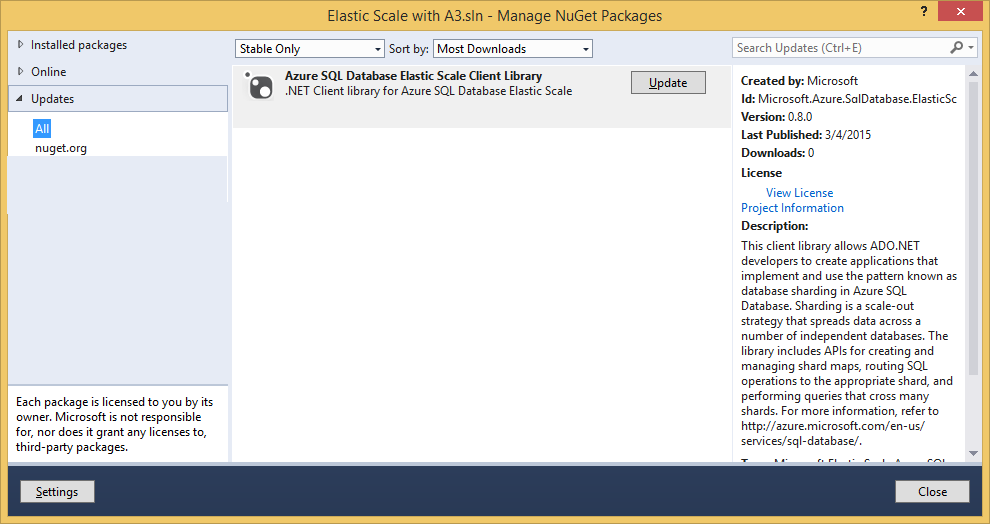 Elastic Scale with A3.sln - Manage NuGet Packages
?
Installed packages
Online
Updates
All
nuget.org
Each package is licensed to you by its
owner. Microsoft is not responsible
for, nor does it grant any licenses to,
third-party packages.
Stable Only
Sort by:
Most Downloads
Azure SQL Database Elastic Scale Client Library
.NET Client library for Azure SQL Database Elastic Scale
Update
Search Updates (Ctrl+E)
Created by: Microsoft
Id: Microsoft.Azure.SqlDatabase.ElasticSc
Version: 0.8.0
Last Published: 3/4/2015
Downloads: 0
License
View License
Project Information
Description:
This client library allows ADO.NET
developers to create applications that
implement and use the pattern known as
database sharding in Azure SQL
Database. Sharding is a scale-out
strategy that spreads data across a
number of independent databases. The
library includes APIs for creating and
managing shard maps, routing SQL
operations to the appropriate shard, and
performing queries that cross many
shards. For more information, refer to
http://azure.microsoft.com/en-us/
services/sql-database/.
Settings
Close